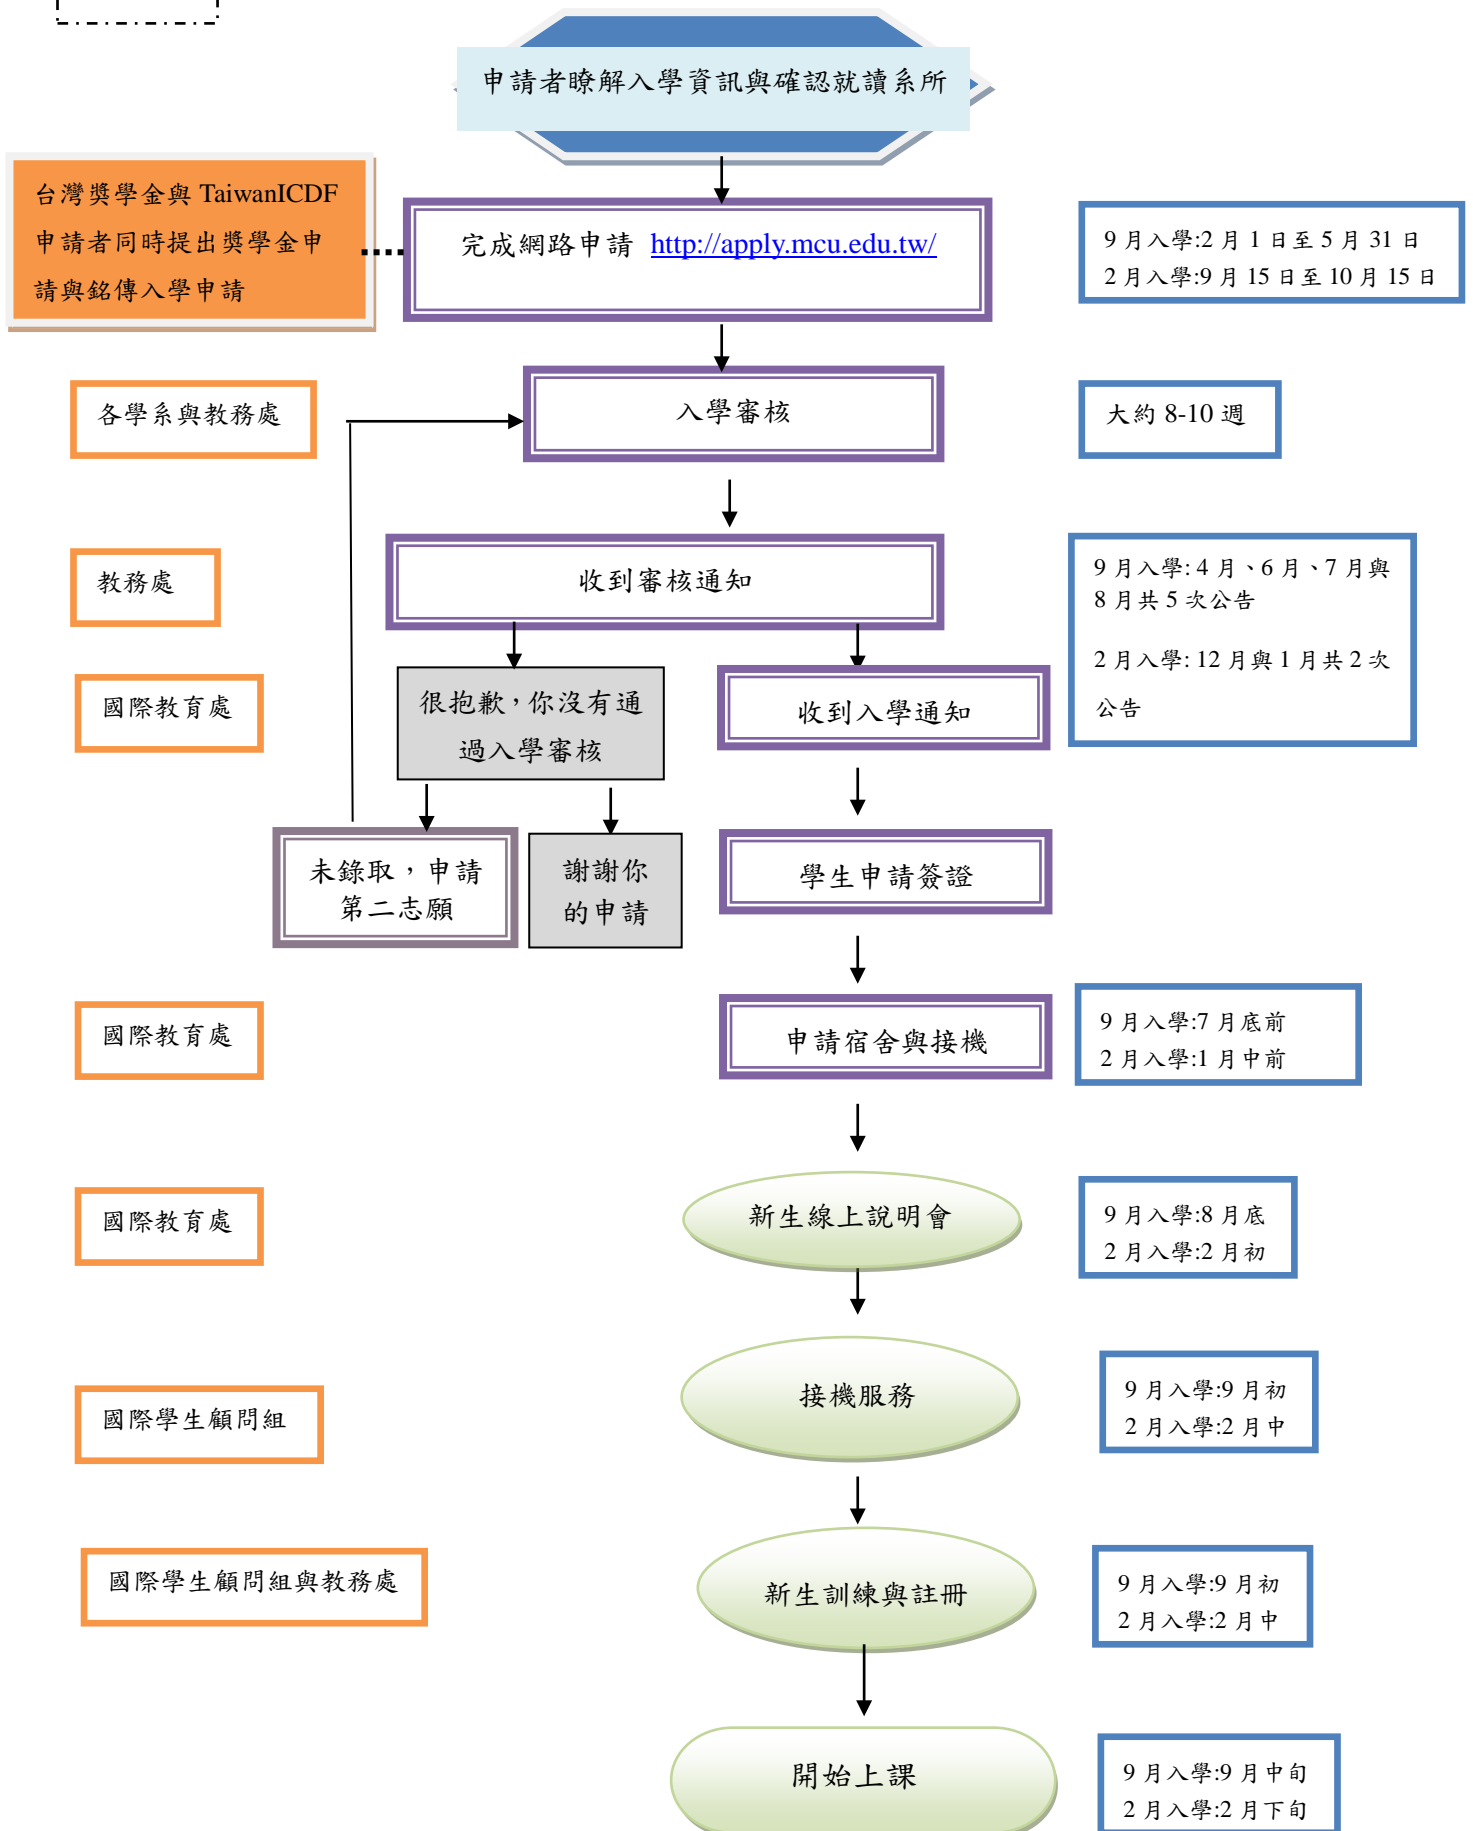 申請者瞭解入學資訊與確認就讀系所
台灣獎學金與 TaiwanICDF
申請者同時提出獎學金申
請與銘傳入學申請
完成網路申請 http://apply.mcu.edu.tw/
9 月入學:2 月 1 日至 5 月 31 日
2 月入學:9 月 15 日至 10 月 15 日
各學系與教務處
入學審核
大約 8-10 週
教務處
收到審核通知
9 月入學: 4 月、6 月、7 月與
8 月共 5 次公告
2 月入學: 12 月與 1 月共 2 次
公告
國際教育處
很抱歉，你沒有通
過入學審核
收到入學通知
未錄取，申請
第二志願
謝謝你
的申請
學生申請簽證
國際教育處
申請宿舍與接機
9 月入學:7 月底前
2 月入學:1 月中前
國際教育處
新生線上說明會
9 月入學:8 月底
2 月入學:2 月初
國際學生顧問組
接機服務
9 月入學:9 月初
2 月入學:2 月中
國際學生顧問組與教務處
新生訓練與註冊
9 月入學:9 月初
2 月入學:2 月中
開始上課
9 月入學:9 月中旬
2 月入學:2 月下旬